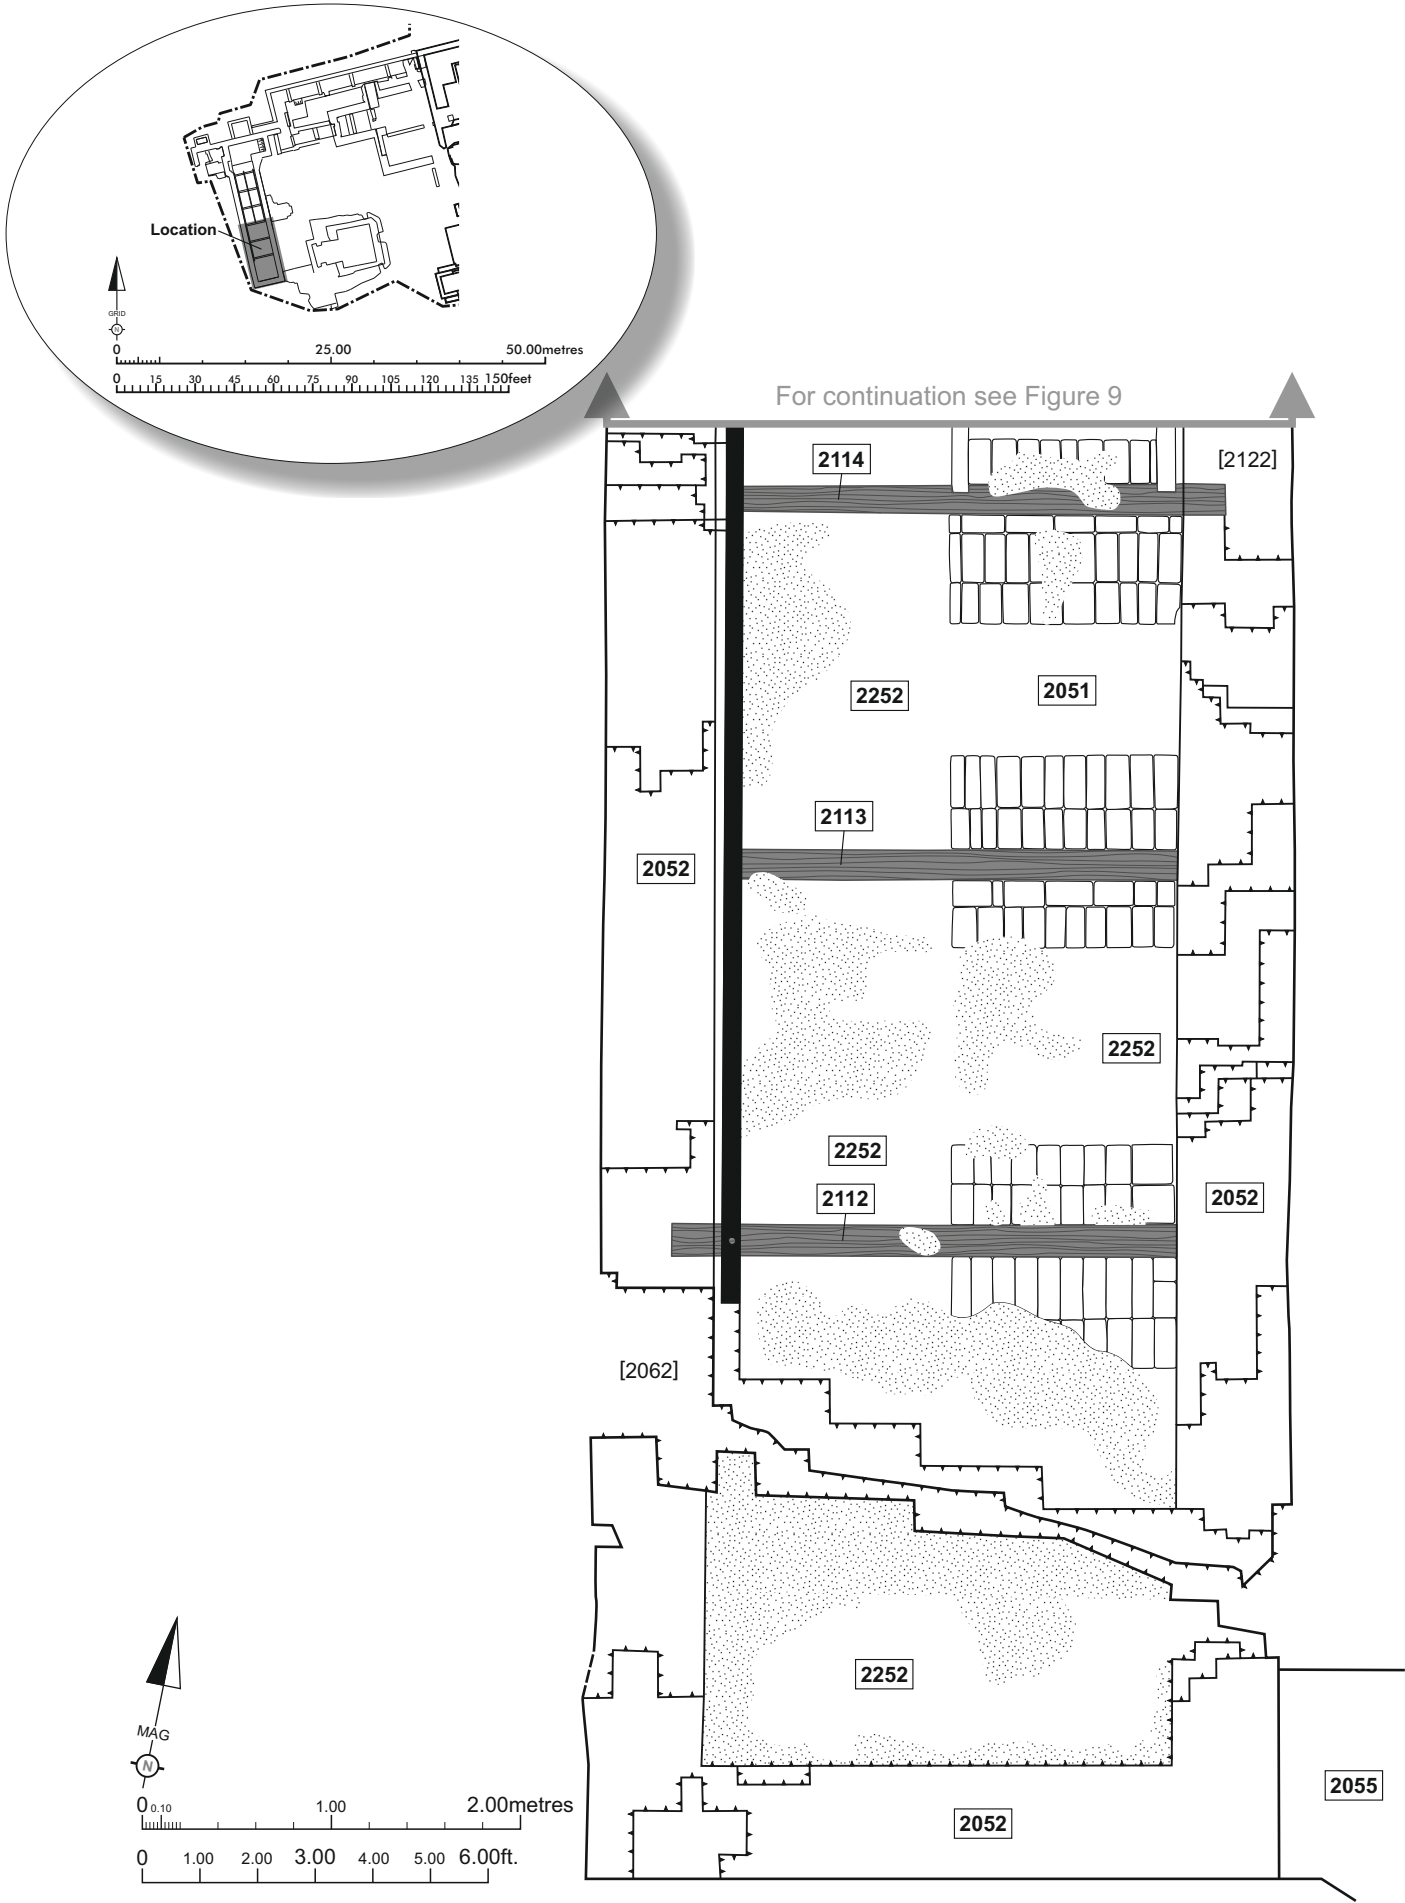 Location
GRID
N
0 25.00 50.00metres
0 15 30 45 60 75 90 105 120 135 150feet
For continuation see Figure 9
2114
[2122]
2252
2051
2113
2052
2252
2252
2112
2052
[2062]
2252
MAG
N
2055
0 0.10 1.00 2.00metres
2052
0 1.00 2.00 3.00 4.00 5.00 6.00ft.